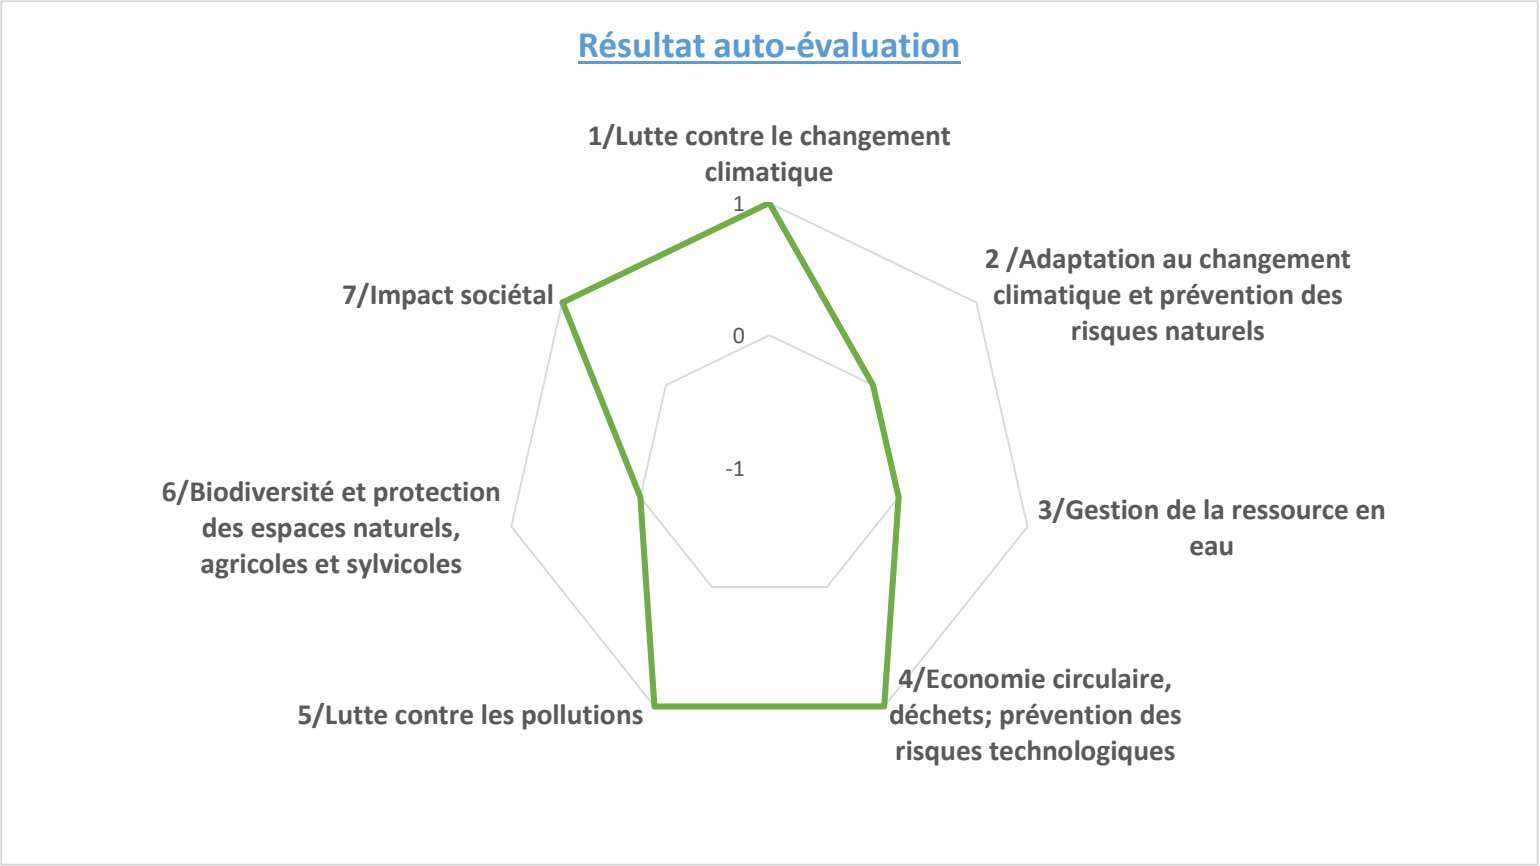 Résultat auto-évaluation
1/Lutte contre le changement
climatique
1
2 /Adaptation au changement
climatique et prévention des
risques naturels
7/Impact sociétal
0
-1
6/Biodiversité et protection
des espaces naturels,
agricoles et sylvicoles
3/Gestion de la ressource en
eau
4/Economie circulaire,
déchets; prévention des
risques technologiques
5/Lutte contre les pollutions